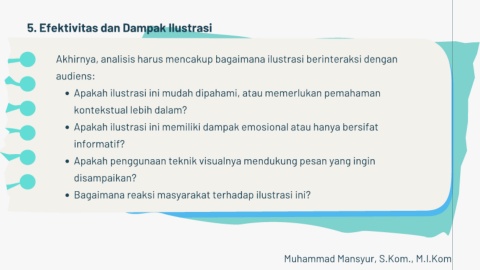 5. Efektivitas dan Dampak Ilustrasi
Akhirnya, analisis harus mencakup bagaimana ilustrasi berinteraksi dengan
audiens:
• Apakah ilustrasi ini mudah dipahami, atau memerlukan pemahaman
kontekstual lebih dalam?
• Apakah ilustrasi ini memiliki dampak emosional atau hanya bersifat
informatif?
• Apakah penggunaan teknik visualnya mendukung pesan yang ingin
disampaikan?
• Bagaimana reaksi masyarakat terhadap ilustrasi ini?
Muhammad Mansyur, S.Kom., M.I.Kom